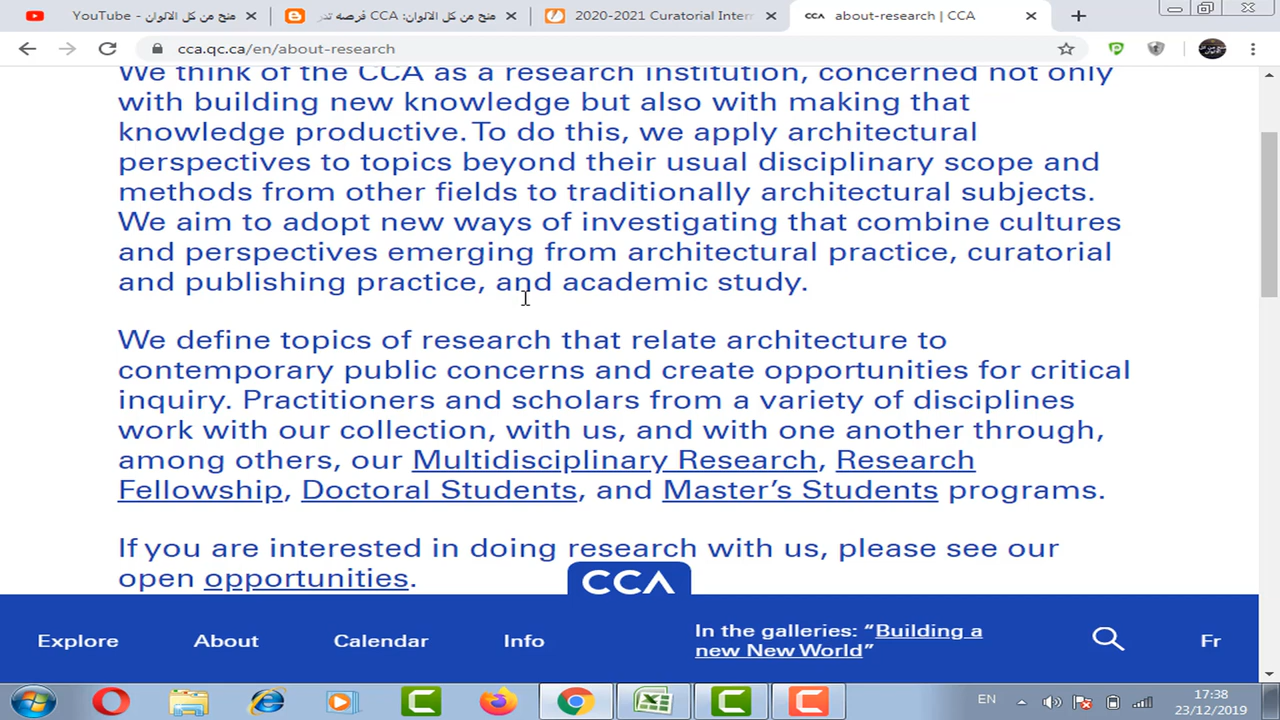 منح من كل الالوان - YouTube
منح من كل الالوان: CCA فرصه تدر
2020-2021 Curatorial Inter
CCA about-research | CCA
cca.qc.ca/en/about-research
We think of the CCA as a research institution, concerned not only
with building new knowledge but also with making that
knowledge productive. To do this, we apply architectural
perspectives to topics beyond their usual disciplinary scope and
methods from other fields to traditionally architectural subjects.
We aim to adopt new ways of investigating that combine cultures
and perspectives emerging from architectural practice, curatorial
and publishing practice, and academic study.
We define topics of research that relate architecture to
contemporary public concerns and create opportunities for critical
inquiry. Practitioners and scholars from a variety of disciplines
work with our collection, with us, and with one another through,
among others, our Multidisciplinary Research, Research
Fellowship, Doctoral Students, and Master's Students programs.
If you are interested in doing research with us, please see our
open opportunities.
CCA
Explore
About
Calendar
Info
In the galleries: “Building a
new New World”
Fr
EN
17:38
23/12/2019